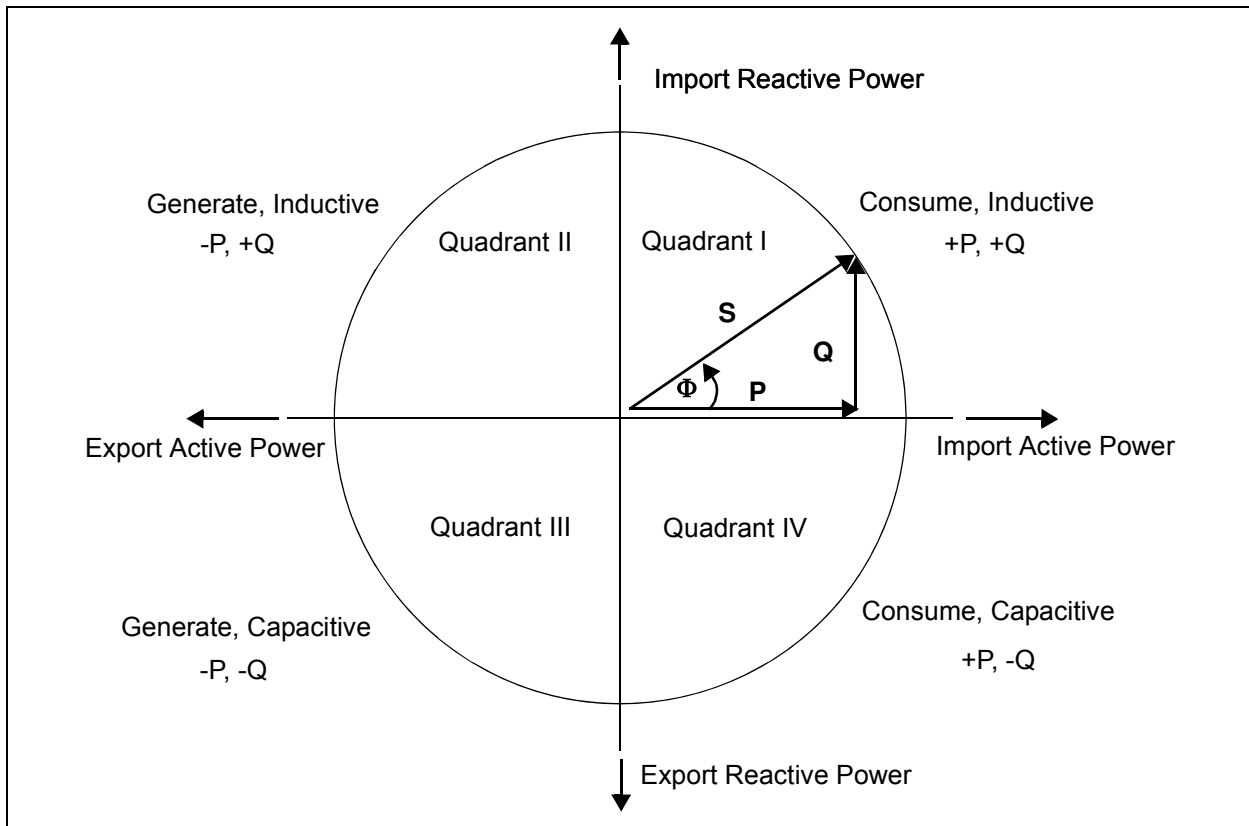 Import Reactive Power
Generate, Inductive
-P, +Q
Consume, Inductive
+P, +Q
Quadrant II
Quadrant I
S
Q
Φ
P
Export Active Power
Import Active Power
Quadrant III
Quadrant IV
Generate, Capacitive
-P, -Q
Consume, Capacitive
+P, -Q
Export Reactive Power